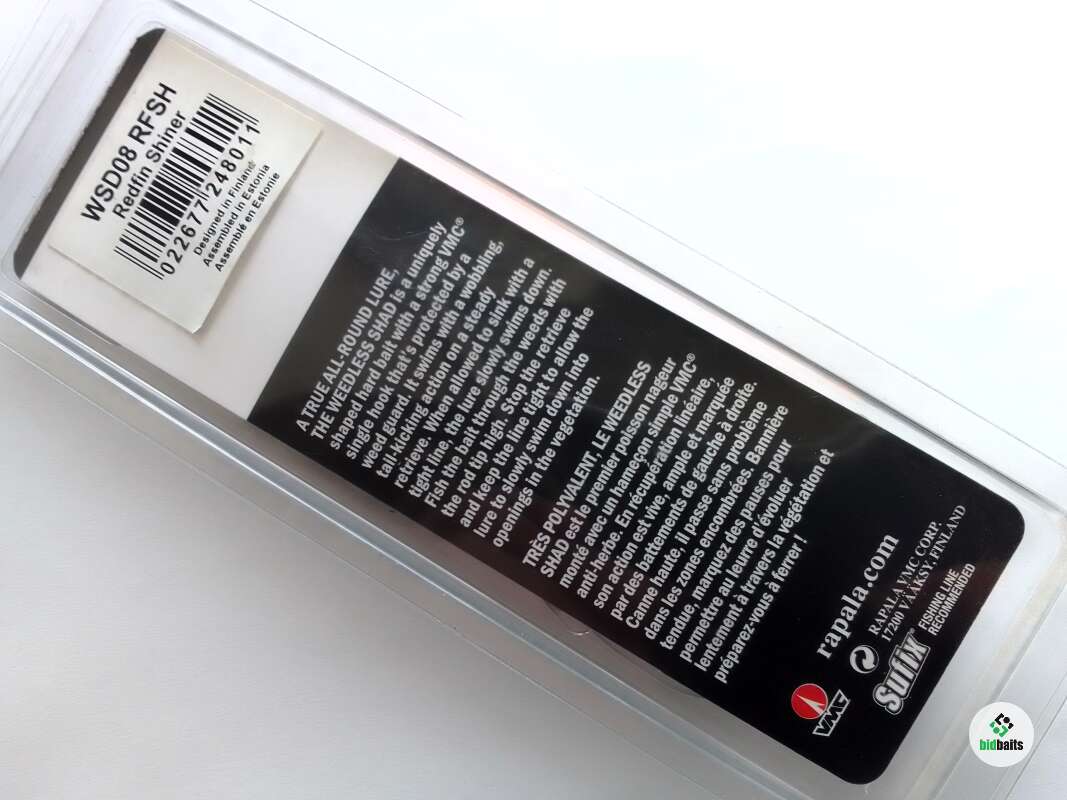 WSD08 RFSH
Redfin Shiner
022677 248011
Designed in Finland
Assembled in Estonia
Assemblé en Estonie
A TRUE ALL-ROUND LURE,
THE WEEDLESS SHAD is a uniquely
shaped hard bait with a strong VMC®
single hook that's protected by a
weed guard. It swims with a wobbling,
tail-kicking action on a steady
retrieve. When allowed to sink with a
tight line, the lure slowly swims down.
Fish the bait through the weeds with
the rod tip high. Stop the retrieve
and keep the line tight to allow the
lure to slowly swim down into
openings in the vegetation.
TRÈS POLYVALENT, LE WEEDLESS
SHAD est le premier poisson nageur
monté avec un hameçon simple VMC®
anti-herbe. En récupération linéaire,
son action est vive, ample et marquée
par des battements de gauche à droite.
Canne haute, il passe sans problème
dans les zones encombrées. Bannière
tendue, marquez des pauses pour
permettre au leurre d'évoluer
lentement à travers la végétation et
préparez-vous à ferrer !
rapala.com
RAPALA VMC CORP.
17200 VÄÄKSY, FINLAND
VMC
Sufix
FISHING LINE
RECOMMENDED
bidbaits